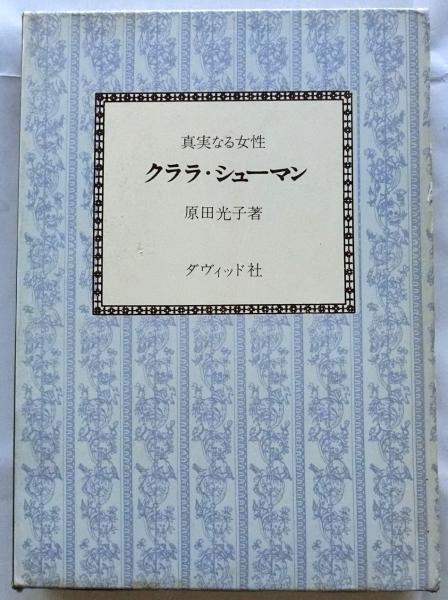 真実なる女性
クララ・シューマン
原田光子著
ダヴィッド社